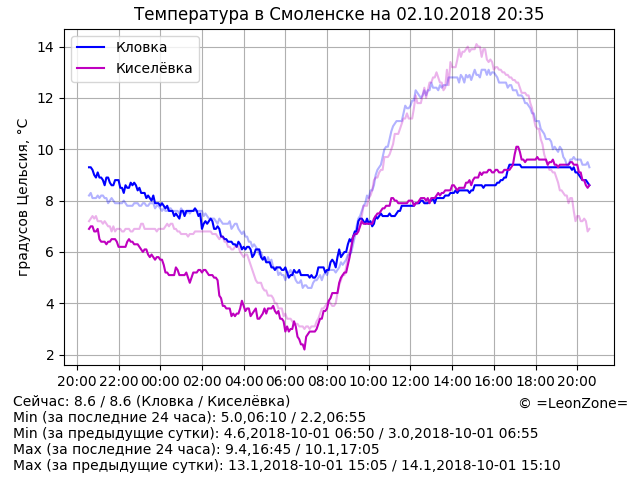 Температура в Смоленске на 02.10.2018 20:35
градусов Цельсия, °C
14
12
10
8
6
4
2
Кловка
Киселёвка
20:00 22:00 00:00 02:00 04:00 06:00 08:00 10:00 12:00 14:00 16:00 18:00 20:00
Сейчас: 8.6 / 8.6 (Кловка / Киселёвка)
© =LeonZone=
Min (за последние 24 часа): 5.0,06:10 / 2.2,06:55
Min (за предыдущие сутки): 4.6,2018-10-01 06:50 / 3.0,2018-10-01 06:55
Max (за последние 24 часа): 9.4,16:45 / 10.1,17:05
Max (за предыдущие сутки): 13.1,2018-10-01 15:05 / 14.1,2018-10-01 15:10